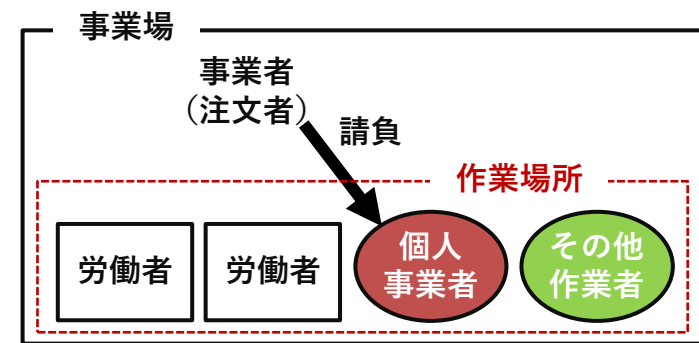 事業場
事業者
（注文者）
請負
作業場所
労働者
労働者
個人
事業者
その他
作業者